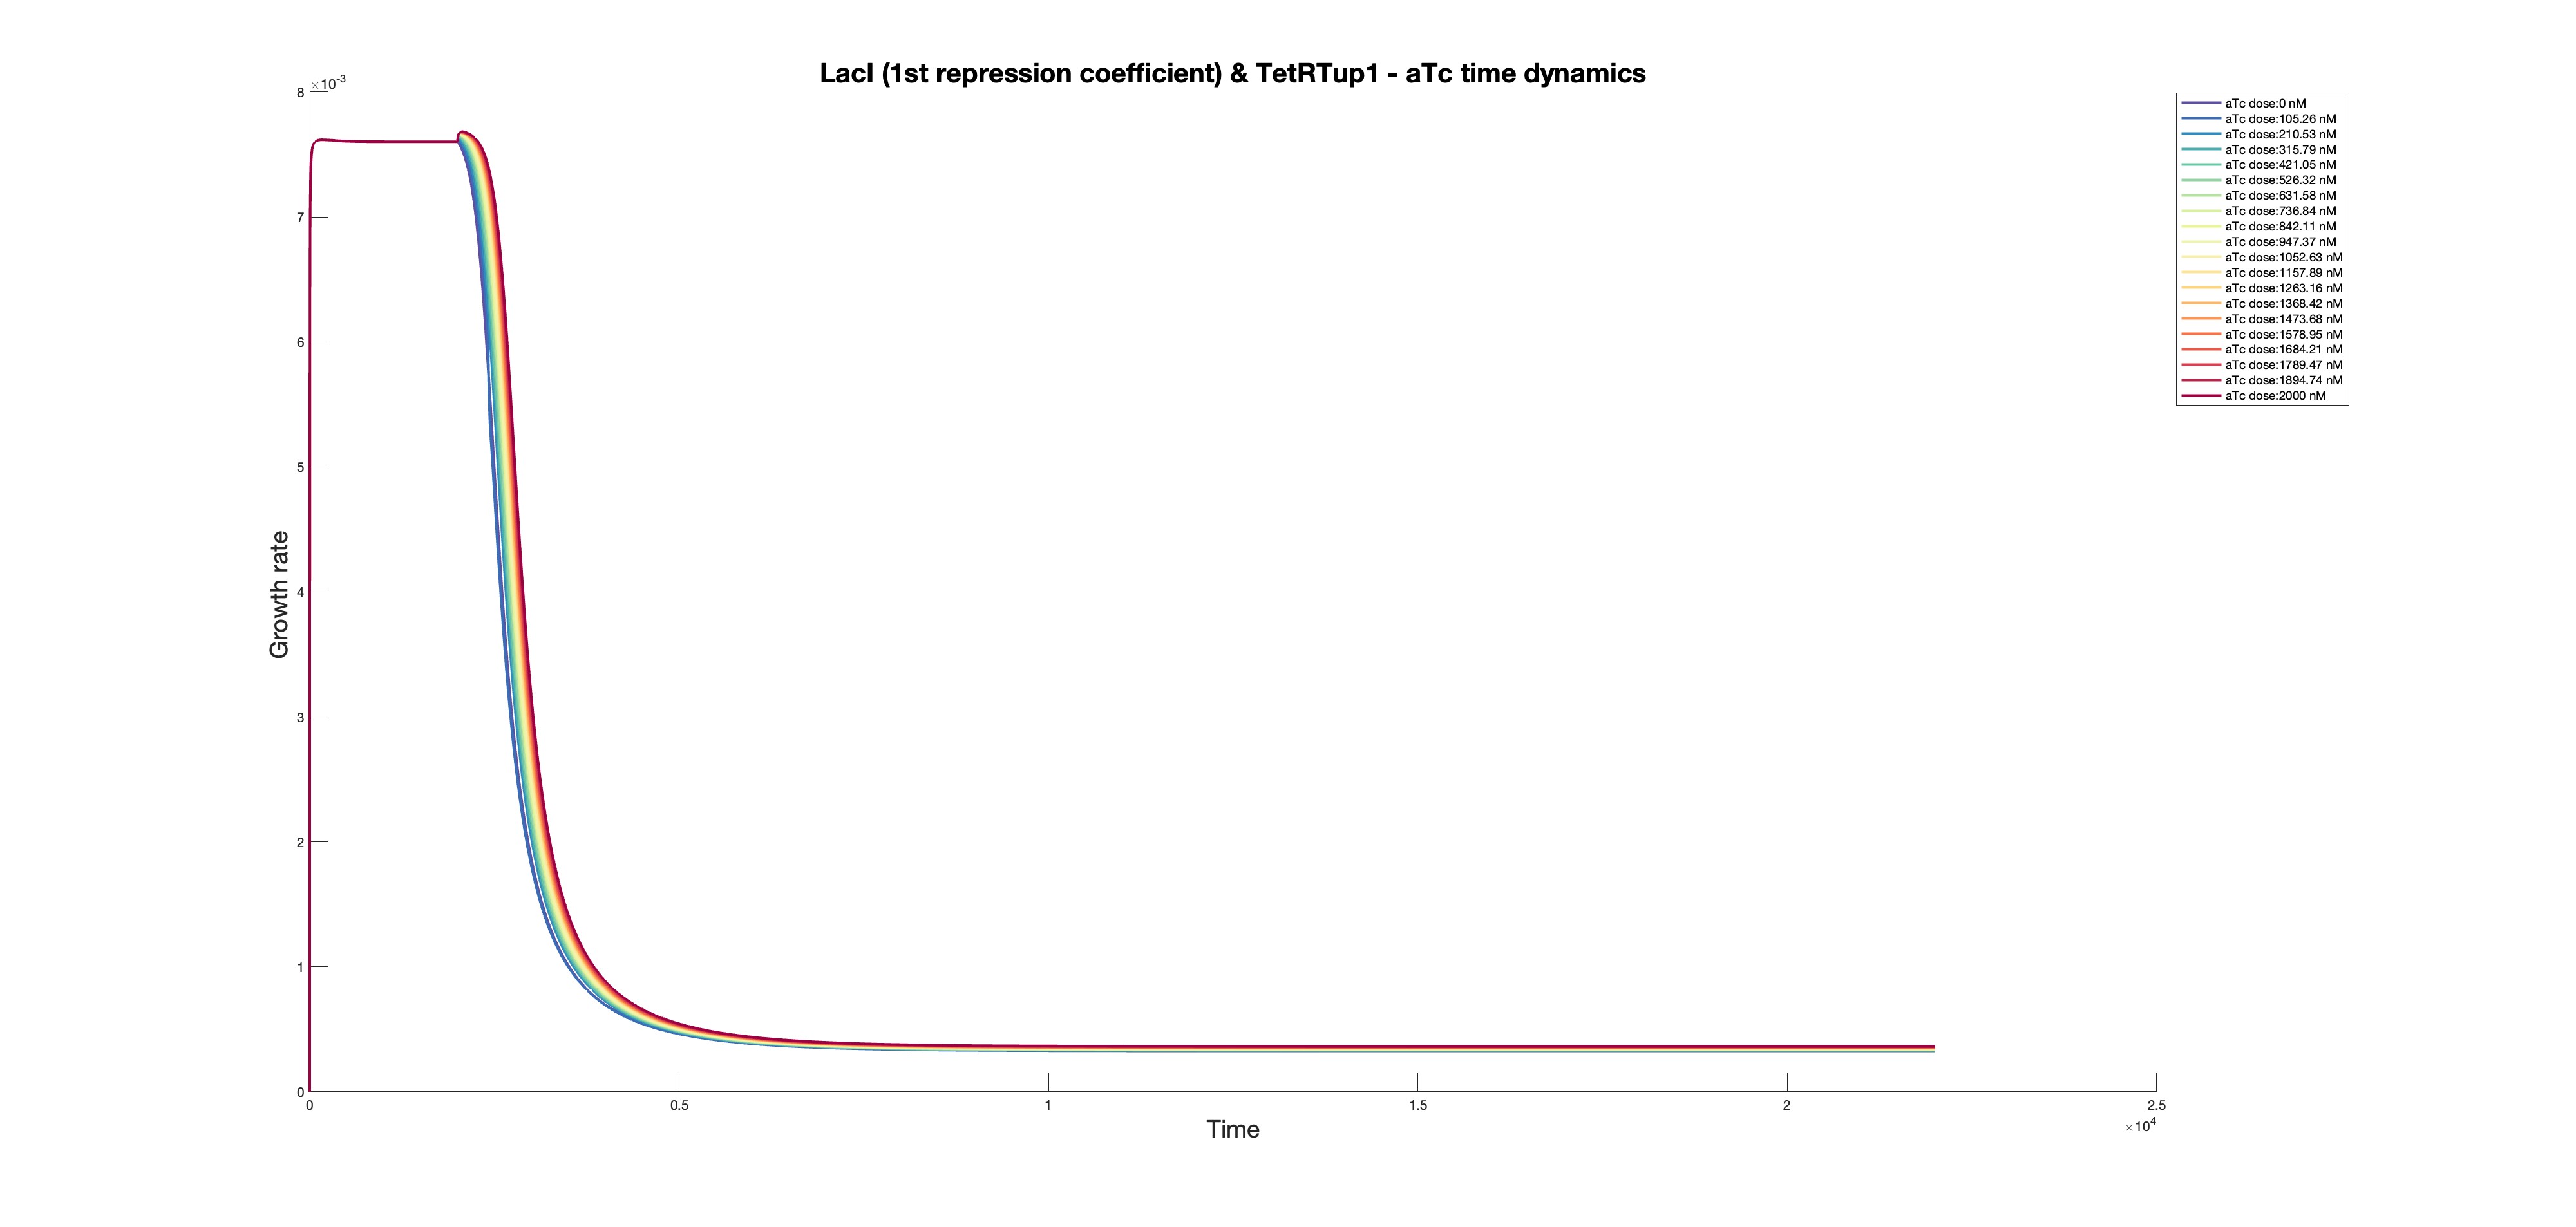 LacI (1st repression coefficient) & TetRTup1 - aTc time dynamics
×10-3
8
7
6
5
4
3
2
1
0
Growth rate
0 0.5 1 1.5 2 2.5
×104
Time
aTc dose:0 nM
aTc dose:105.26 nM
aTc dose:210.53 nM
aTc dose:315.79 nM
aTc dose:421.05 nM
aTc dose:526.32 nM
aTc dose:631.58 nM
aTc dose:736.84 nM
aTc dose:842.11 nM
aTc dose:947.37 nM
aTc dose:1052.63 nM
aTc dose:1157.89 nM
aTc dose:1263.16 nM
aTc dose:1368.42 nM
aTc dose:1473.68 nM
aTc dose:1578.95 nM
aTc dose:1684.21 nM
aTc dose:1789.47 nM
aTc dose:1894.74 nM
aTc dose:2000 nM